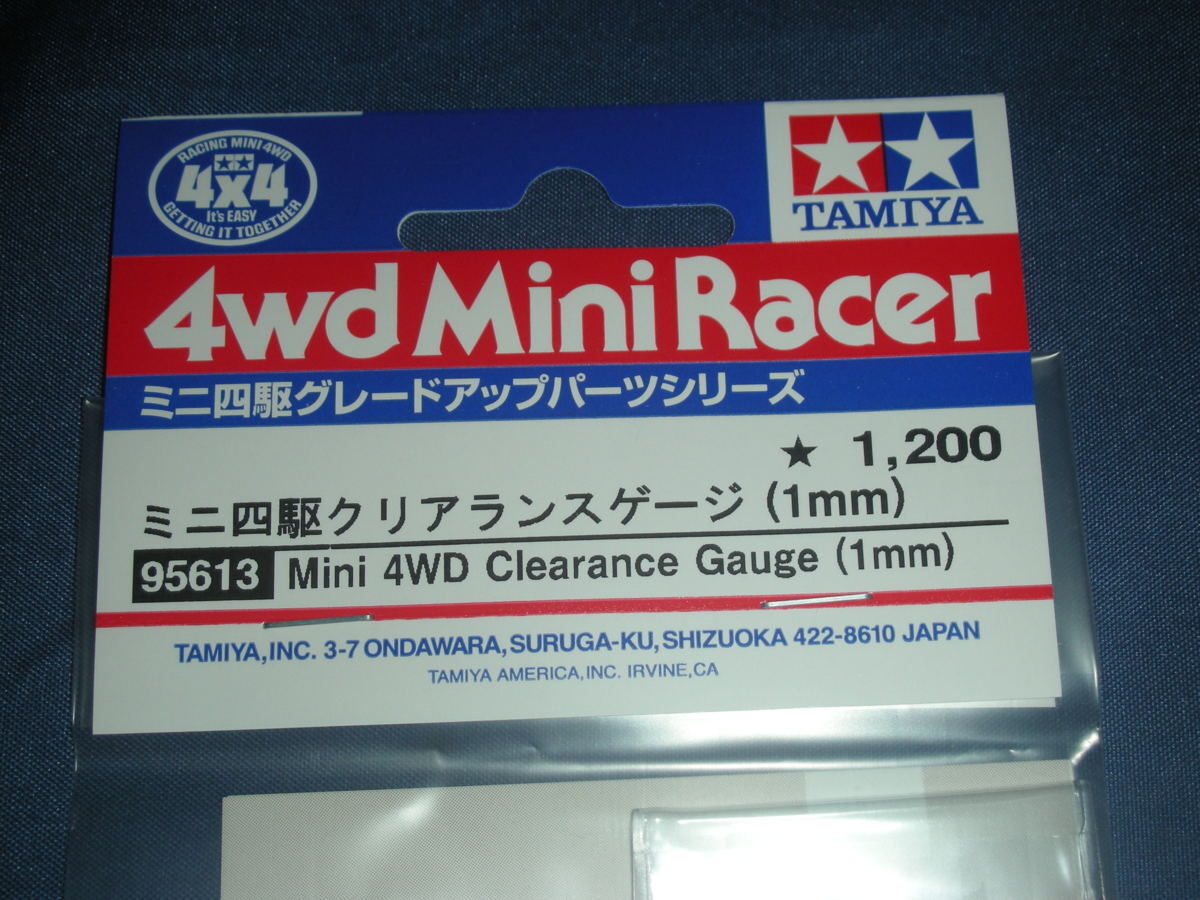 RACING MINI 4WD
4x4
It's EASY
GETTING IT TOGETHER
TAMIYA
4wd Mini Racer
ミニ四駆グレードアップパーツシリーズ
★ 1,200
ミニ四駆クリアランスゲージ (1mm)
95613 Mini 4WD Clearance Gauge (1mm)
TAMIYA,INC. 3-7 ONDAWARA,SURUGA-KU,SHIZUOKA 422-8610 JAPAN
TAMIYA AMERICA,INC. IRVINE,CA